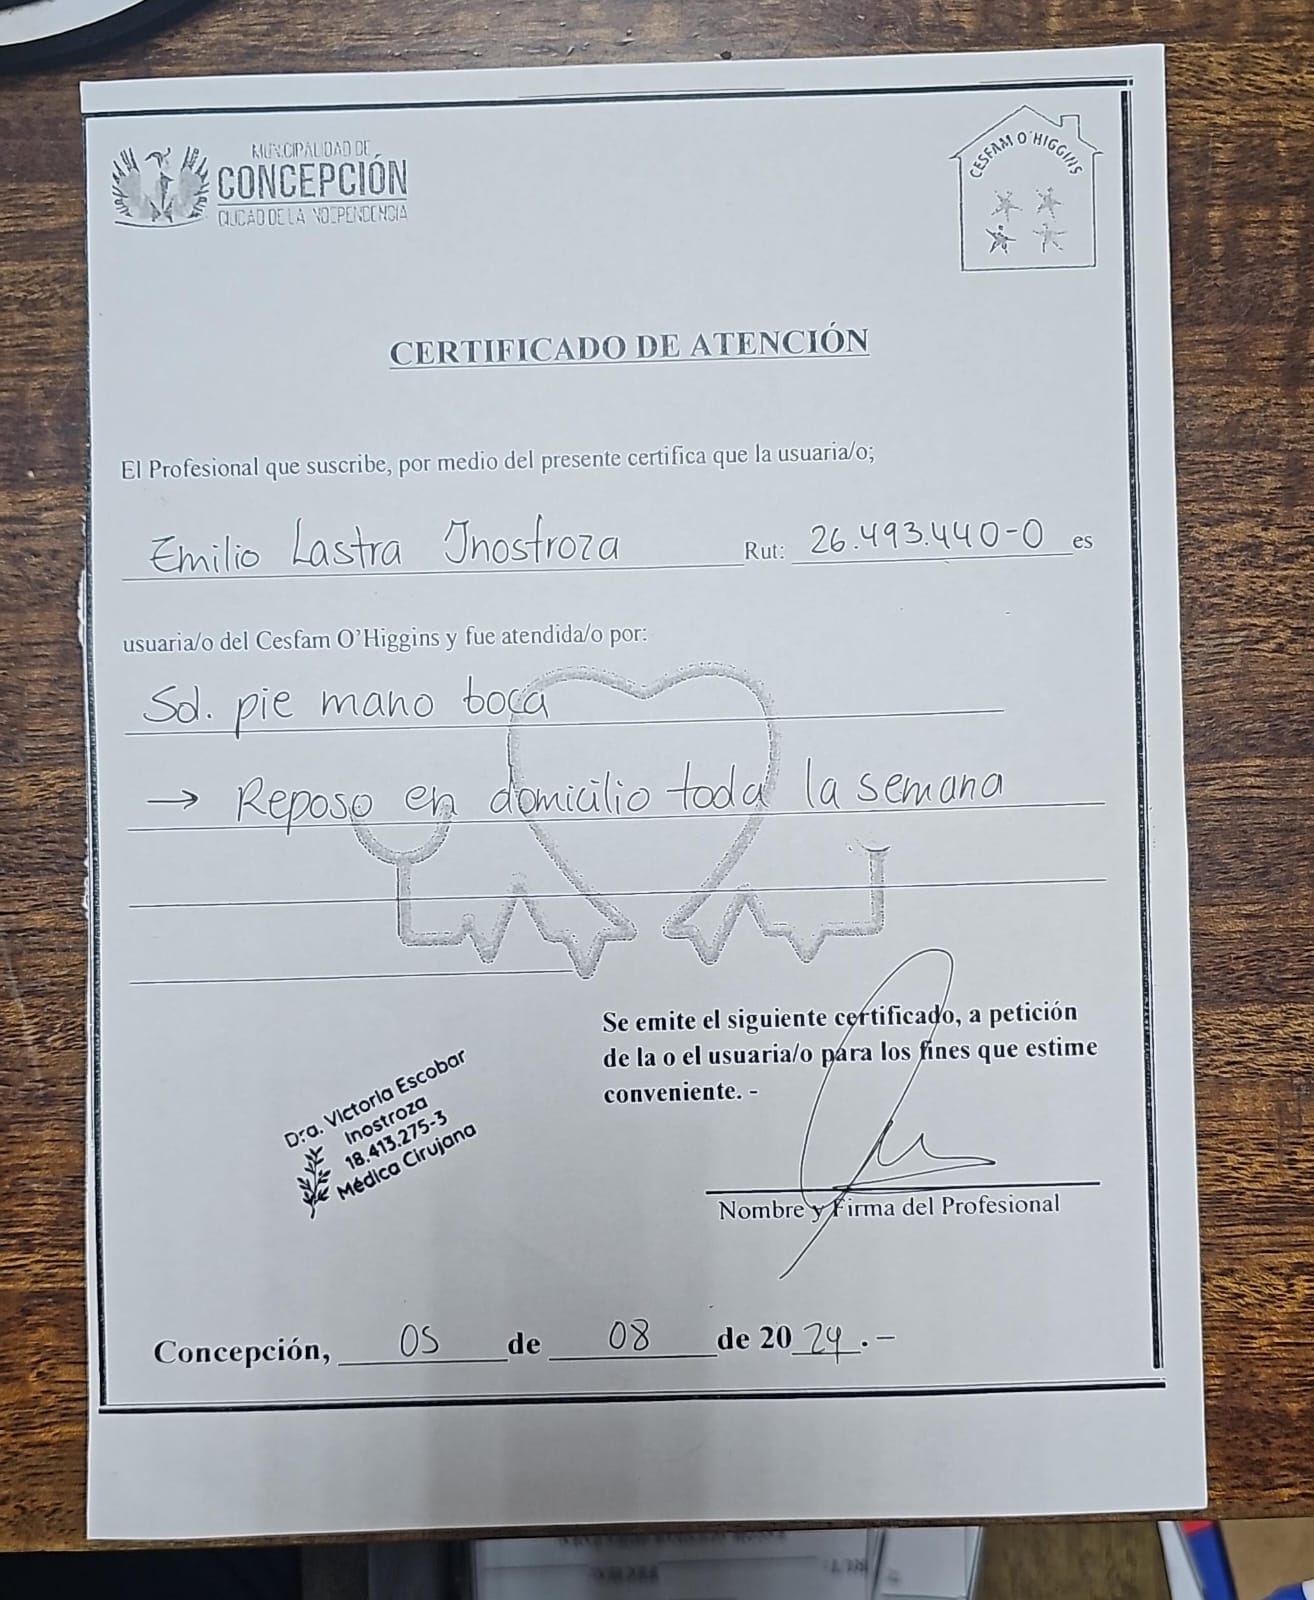 MUNICIPALIDAD DE
CONCEPCIÓN
CIUDAD DE LA INDEPENDENCIA
CESFAM O'HIGGINS
CERTIFICADO DE ATENCIÓN
El Profesional que suscribe, por medio del presente certifica que la usuaria/o;
Emilio Lastra Inostroza Rut: 26.493.440-0 es
usuaria/o del Cesfam O'Higgins y fue atendida/o por:
Sd. pie mano boca
→ Reposo en domicilio toda la semana
Se emite el siguiente certificado, a petición
de la o el usuaria/o para los fines que estime
conveniente. -
Dra. Victoria Escobar
Inostroza
18.413.275-3
Médica Cirujana
Nombre y Firma del Profesional
Concepción, 05 de 08 de 2024.-